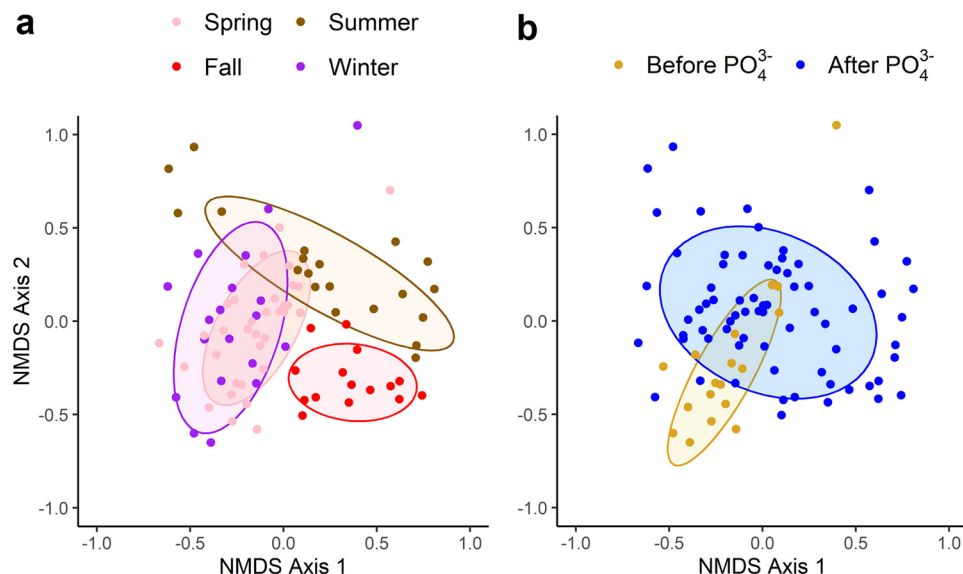 a
Spring
Summer
Fall
Winter
NMDS Axis 2
1.0
0.5
0.0
-0.5
-1.0
-1.0
-0.5
0.0
0.5
1.0
NMDS Axis 1
b
Before PO₄³⁻
After PO₄³⁻
1.0
0.5
0.0
-0.5
-1.0
-1.0
-0.5
0.0
0.5
1.0
NMDS Axis 1